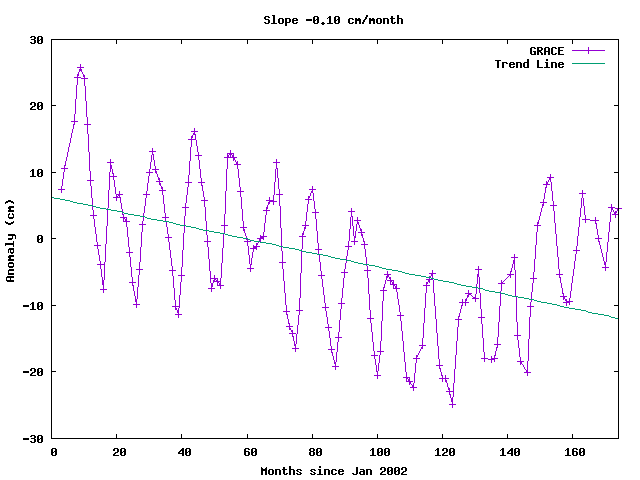 Slope -0.10 cm/month
GRACE
Trend Line
30
20
10
0
-10
-20
-30
Anomaly (cm)
0 20 40 60 80 100 120 140 160
Months since Jan 2002